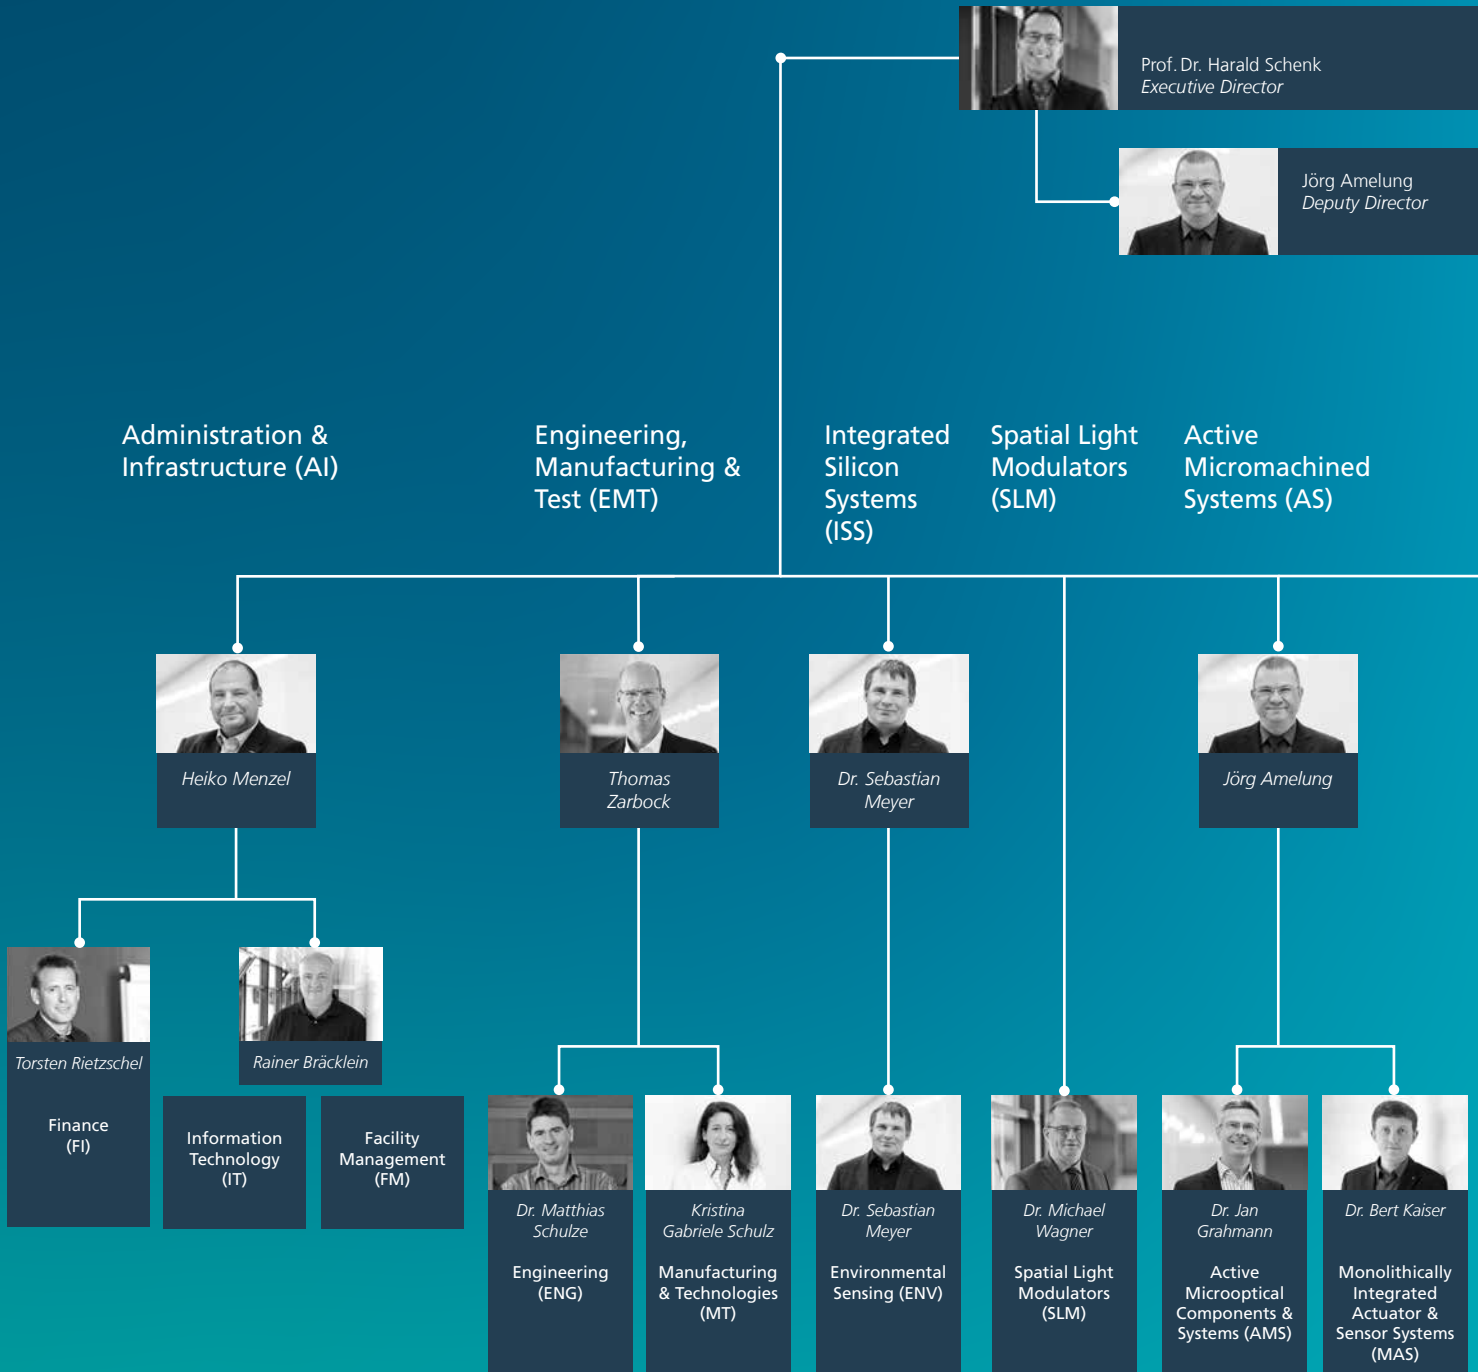 Prof. Dr. Harald Schenk
Executive Director
Jörg Amelung
Deputy Director
Administration &
Infrastructure (AI)
Engineering,
Manufacturing &
Test (EMT)
Integrated
Silicon
Systems
(ISS)
Spatial Light
Modulators
(SLM)
Active
Micromachined
Systems (AS)
Heiko Menzel
Thomas
Zarbock
Dr. Sebastian
Meyer
Jörg Amelung
Torsten Rietzschel
Finance
(FI)
Rainer Bräcklein
Information
Technology
(IT)
Facility
Management
(FM)
Dr. Matthias
Schulze
Engineering
(ENG)
Kristina
Gabriele Schulz
Manufacturing
& Technologies
(MT)
Dr. Sebastian
Meyer
Environmental
Sensing (ENV)
Dr. Michael
Wagner
Spatial Light
Modulators
(SLM)
Dr. Jan
Grahmann
Active
Microoptical
Components &
Systems (AMS)
Dr. Bert Kaiser
Monolithically
Integrated
Actuator &
Sensor Systems
(MAS)